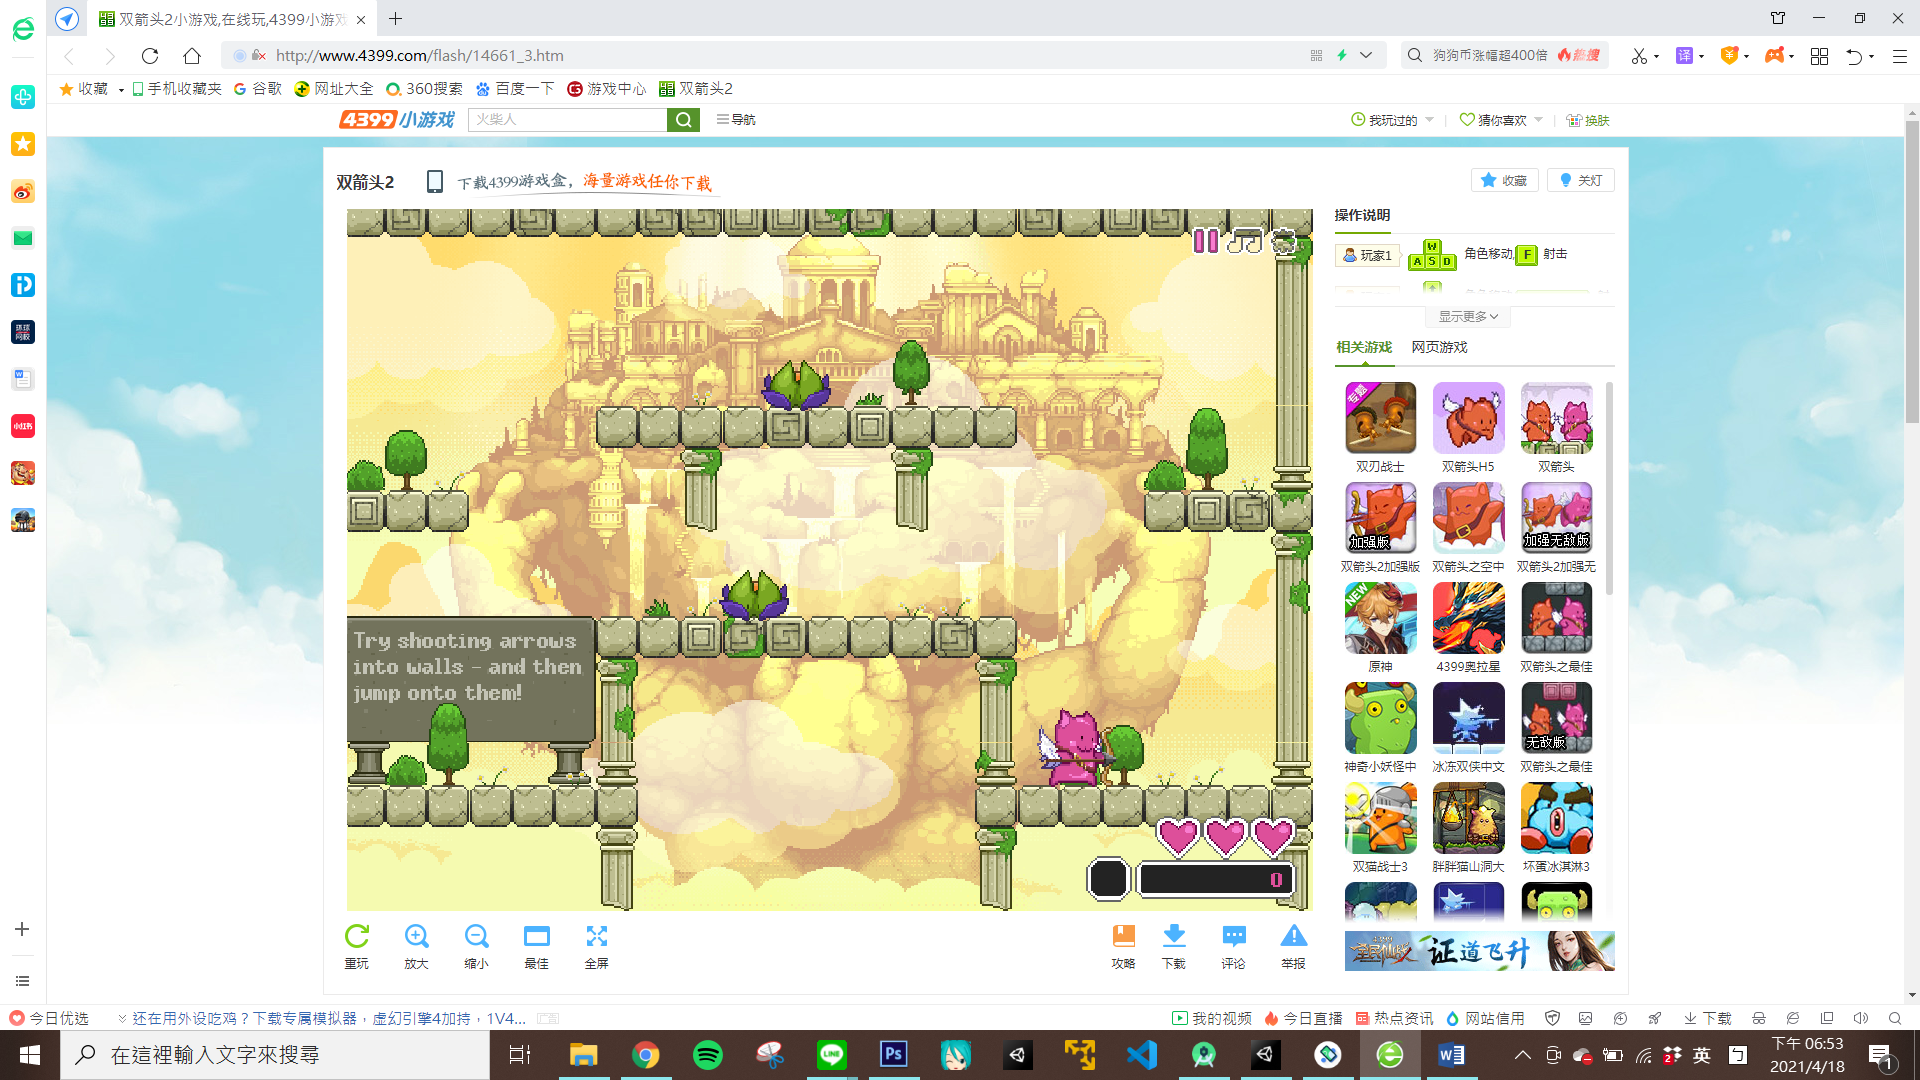 双箭头2小游戏,在线玩,4399小游戏
http://www.4399.com/flash/14661_3.htm
狗狗币涨幅超400倍
热搜
译
收藏
手机收藏夹
谷歌
网址大全
360搜索
百度一下
游戏中心
双箭头2
4399小游戏
火柴人
导航
我玩过的
猜你喜欢
换肤
双箭头2
下载4399游戏盒，海量游戏任你下载
收藏
关灯
操作说明
玩家1
W
A S D
角色移动,
F
射击
显示更多
相关游戏
网页游戏
专题
双刃战士
双箭头H5
双箭头
加强版
加强无敌版
双箭头2加强版
双箭头之空中
双箭头2加强无
NEW
原神
4399奥拉星
双箭头之最佳
无敌版
神奇小妖怪中
冰冻双侠中文
双箭头之最佳
双猫战士3
胖胖猫山洞大
坏蛋冰淇淋3
证道飞升
Try shooting arrows
into walls - and then
jump onto them!
0
重玩
放大
缩小
最佳
全屏
攻略
下载
评论
举报
今日优选
还在用外设吃鸡？下载专属模拟器，虚幻引擎4加持，1V4...
广告
我的视频
今日直播
热点资讯
网站信用
下载
在這裡輸入文字來搜尋
LINE
Ps
2
英
下午 06:53
2021/4/18
1